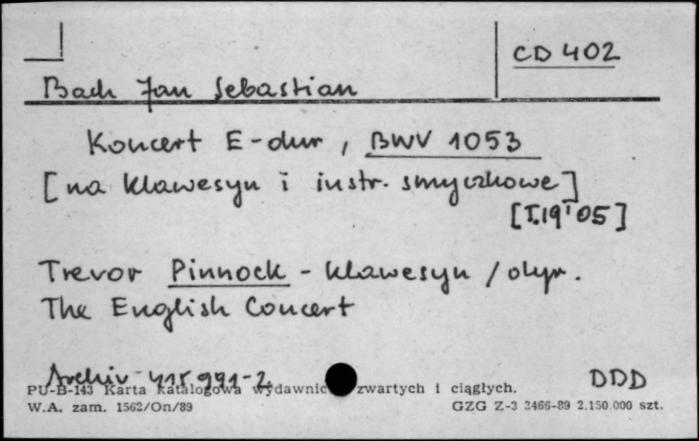 CD 402
Bach Jan Sebastian
Koncert E-dur, BWV 1053
[na klawesyn i instr. smyczkowe]
[T.19'05]
Trevor Pinnock - klawesyn / dyr.
The English Concert
Archiv 415 991-2 DDD
PU-B-143 Karta katalogowa wydawnic zwartych i ciągłych.
W.A. zam. 1562/On/89 GZG Z-3 3466-89 2.150.000 szt.